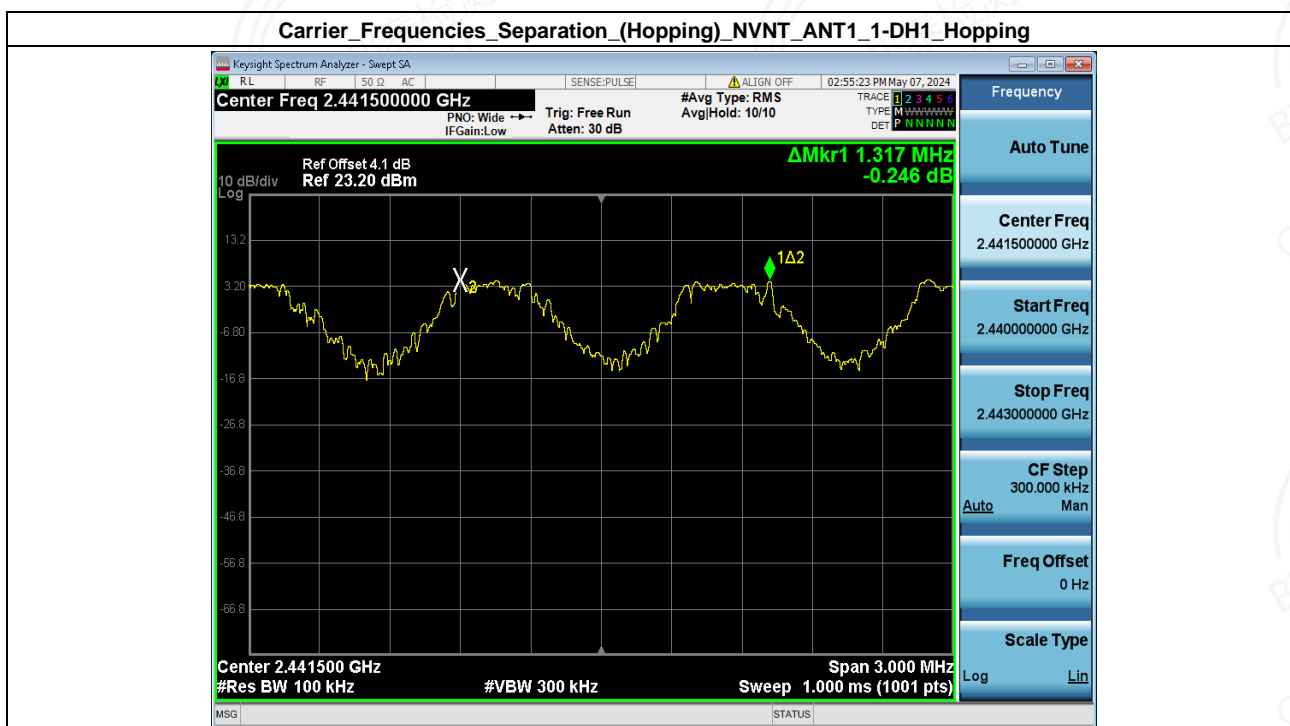 Carrier_Frequencies_Separation_(Hopping)_NVNT_ANT1_1-DH1_Hopping
Keysight Spectrum Analyzer - Swept SA
LXI RL RF 50 Ω AC SENSE:PULSE ALIGN OFF 02:55:23 PM May 07, 2024
Center Freq 2.441500000 GHz
PNO: Wide
IFGain:Low
Trig: Free Run
Atten: 30 dB
#Avg Type: RMS
Avg|Hold: 10/10
TRACE 1 2 3 4 5 6
TYPE M WWWWW
DET P N N N N N
Frequency
Auto Tune
Center Freq
2.441500000 GHz
Start Freq
2.440000000 GHz
Stop Freq
2.443000000 GHz
CF Step
300.000 kHz
Auto Man
Freq Offset
0 Hz
Scale Type
Log Lin
ΔMkr1 1.317 MHz
-0.246 dB
Ref Offset 4.1 dB
10 dB/div Ref 23.20 dBm
Log
13.2
3.20
-6.80
-16.8
-26.8
-36.8
-46.8
-56.8
-66.8
1Δ2
2
Center 2.441500 GHz Span 3.000 MHz
#Res BW 100 kHz #VBW 300 kHz Sweep 1.000 ms (1001 pts)
MSG STATUS